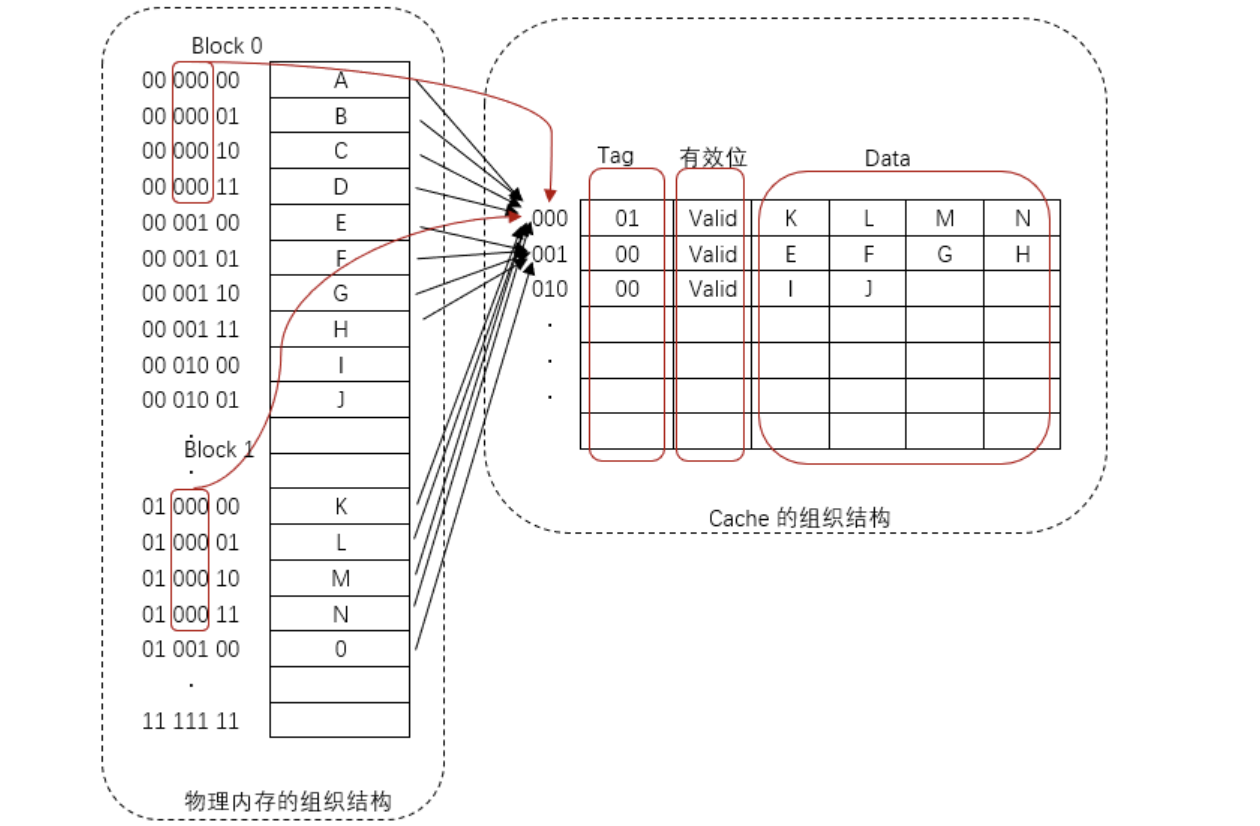 Block 0
00 000 00 A
00 000 01 B
00 000 10 C
00 000 11 D
00 001 00 E
00 001 01 F
00 001 10 G
00 001 11 H
00 010 00 I
00 010 01 J
.
Block 1
.
01 000 00 K
01 000 01 L
01 000 10 M
01 000 11 N
01 001 00 0
.
11 111 11
物理内存的组织结构
Tag 有效位 Data
000 01 Valid K L M N
001 00 Valid E F G H
010 00 Valid I J
.
.
.
Cache 的组织结构